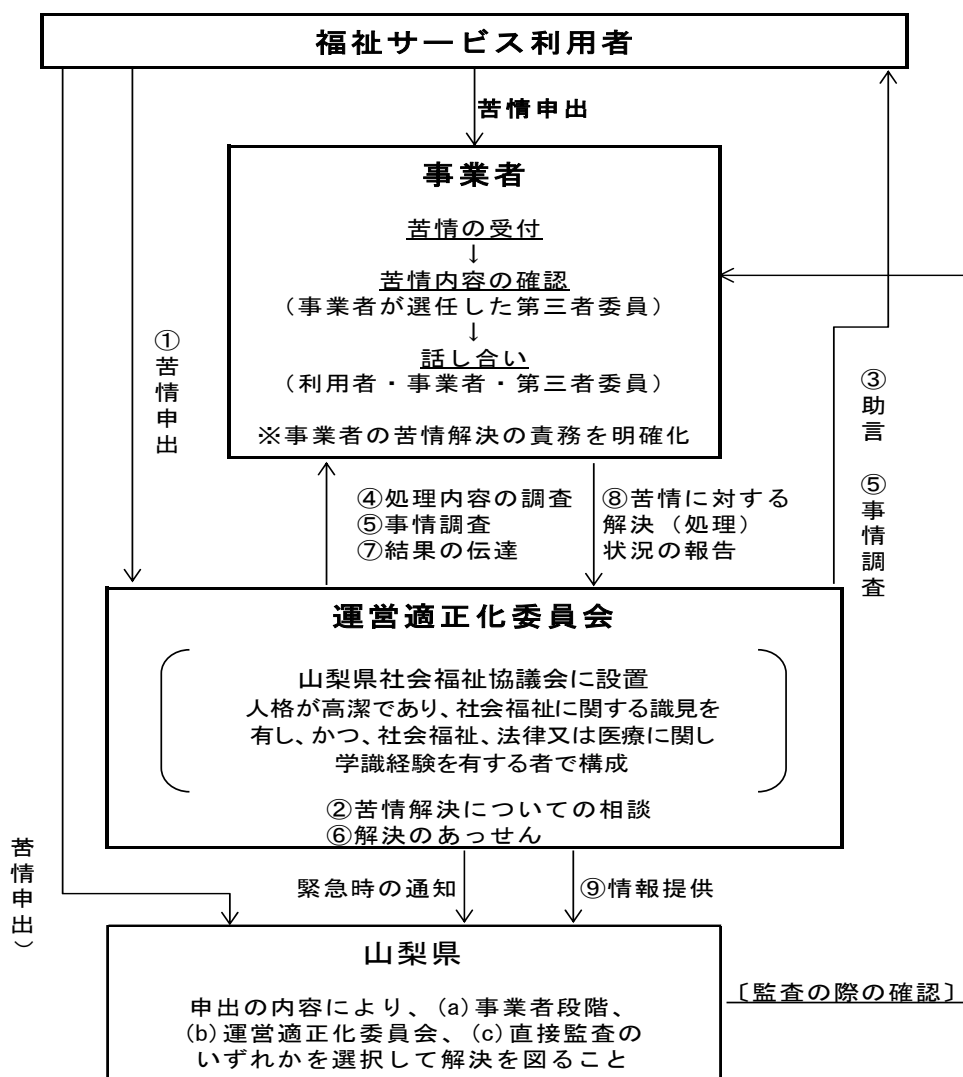 福祉サービス利用者
苦情申出
事業者
苦情の受付
↓
苦情内容の確認
（事業者が選任した第三者委員）
↓
話し合い
（利用者・事業者・第三者委員）
※事業者の苦情解決の責務を明確化
①苦情申出
③助言 ⑤事情調査
④処理内容の調査
⑤事情調査
⑦結果の伝達
⑧苦情に対する
解決（処理）
状況の報告
運営適正化委員会
山梨県社会福祉協議会に設置
人格が高潔であり、社会福祉に関する識見を
有し、かつ、社会福祉、法律又は医療に関し
学識経験を有する者で構成
②苦情解決についての相談
⑥解決のあっせん
苦情申出）
緊急時の通知
⑨情報提供
山梨県
申出の内容により、(a)事業者段階、
(b)運営適正化委員会、(c)直接監査の
いずれかを選択して解決を図ること
〔監査の際の確認〕